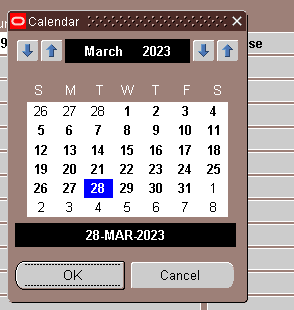 Calendar
March 2023
S M T W T F S
26 27 28 1 2 3 4
5 6 7 8 9 10 11
12 13 14 15 16 17 18
19 20 21 22 23 24 25
26 27 28 29 30 31 1
2 3 4 5 6 7 8
28-MAR-2023
OK Cancel